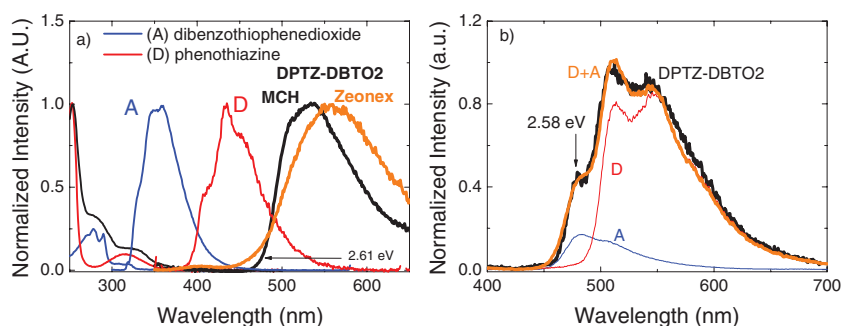 a)
(A) dibenzothiophenedioxide
(D) phenothiazine
DPTZ-DBTO2
MCH
Zeonex
A
D
2.61 eV
Normalized Intensity (A.U.)
1.5
1.0
0.5
0.0
300 400 500 600
Wavelength (nm)
b)
D+A
DPTZ-DBTO2
2.58 eV
D
A
Normalized Intensity (a.u.)
1.2
0.8
0.4
0.0
400 500 600 700
Wavelength (nm)